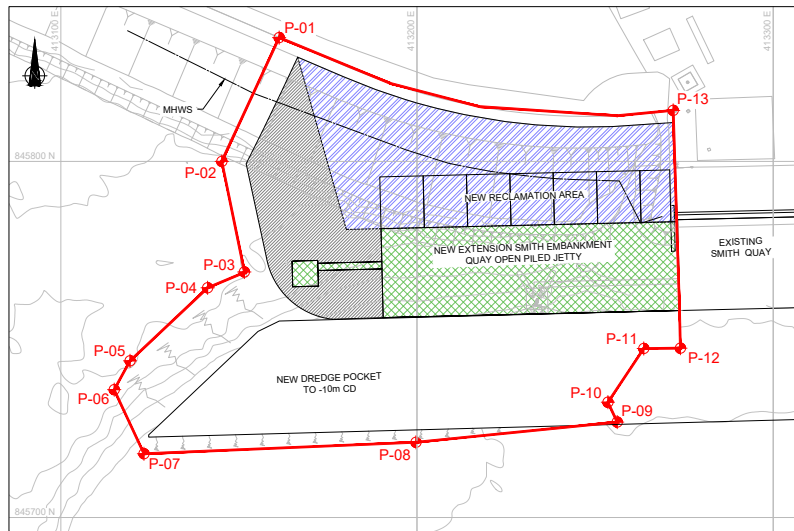 413100 E
413200 E
413300 E
P-01
MHWS
P-13
845800 N
P-02
NEW RECLAMATION AREA
NEW EXTENSION SMITH EMBANKMENT
QUAY OPEN PILED JETTY
EXISTING
SMITH QUAY
P-03
P-04
P-11
P-12
P-05
NEW DREDGE POCKET
TO -10m CD
P-06
P-10
P-09
P-08
P-07
845700 N